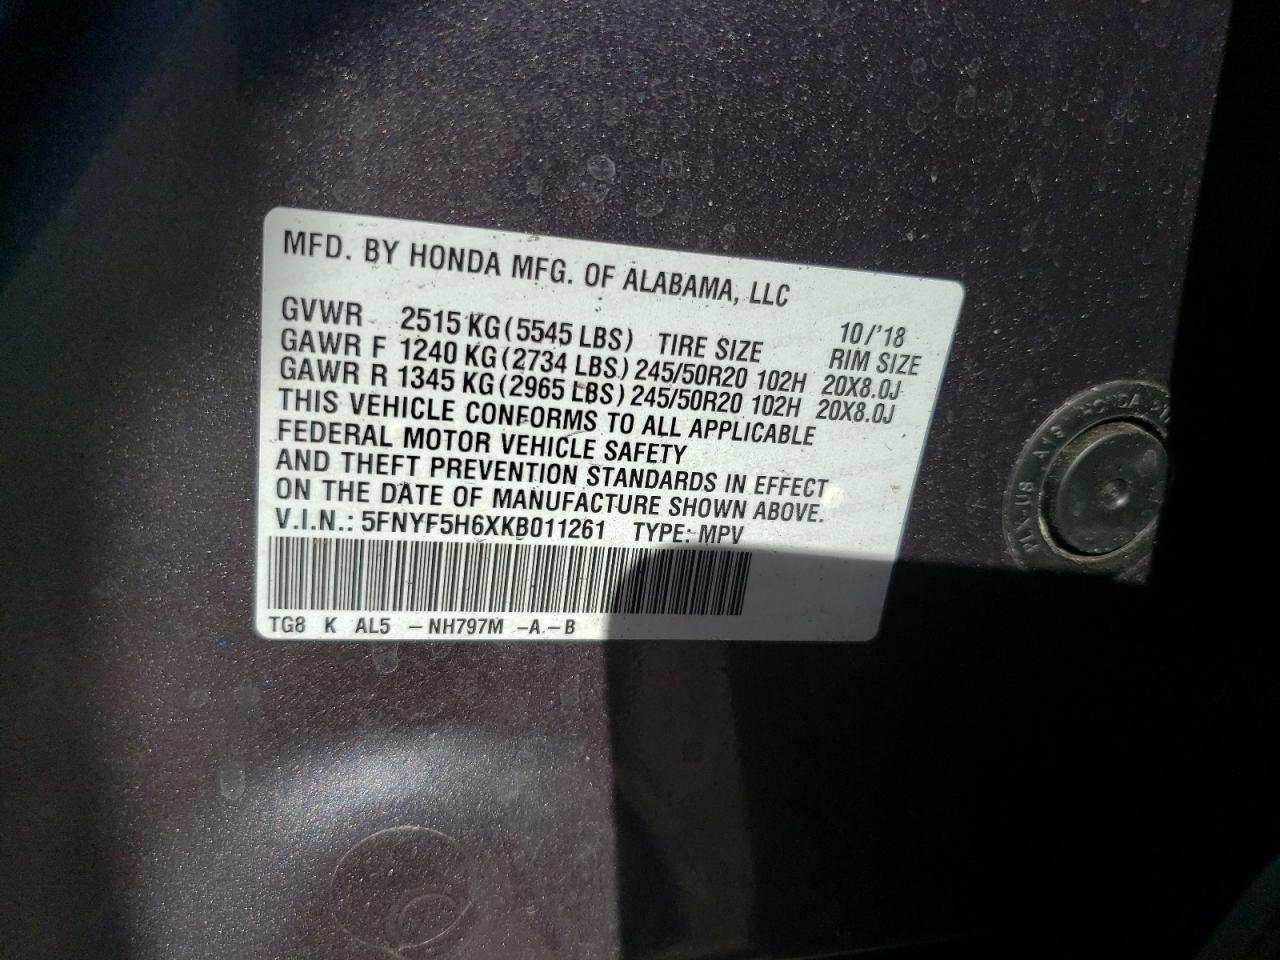 MFD. BY HONDA MFG. OF ALABAMA, LLC
10/'18
GVWR 2515 KG (5545 LBS) TIRE SIZE RIM SIZE
GAWR F 1240 KG (2734 LBS) 245/50R20 102H 20X8.0J
GAWR R 1345 KG (2965 LBS) 245/50R20 102H 20X8.0J
THIS VEHICLE CONFORMS TO ALL APPLICABLE
FEDERAL MOTOR VEHICLE SAFETY
AND THEFT PREVENTION STANDARDS IN EFFECT
ON THE DATE OF MANUFACTURE SHOWN ABOVE.
V.I.N.: 5FNYF5H6XKB011261 TYPE: MPV
TG8 K AL5 -NH797M -A -B
HONDA